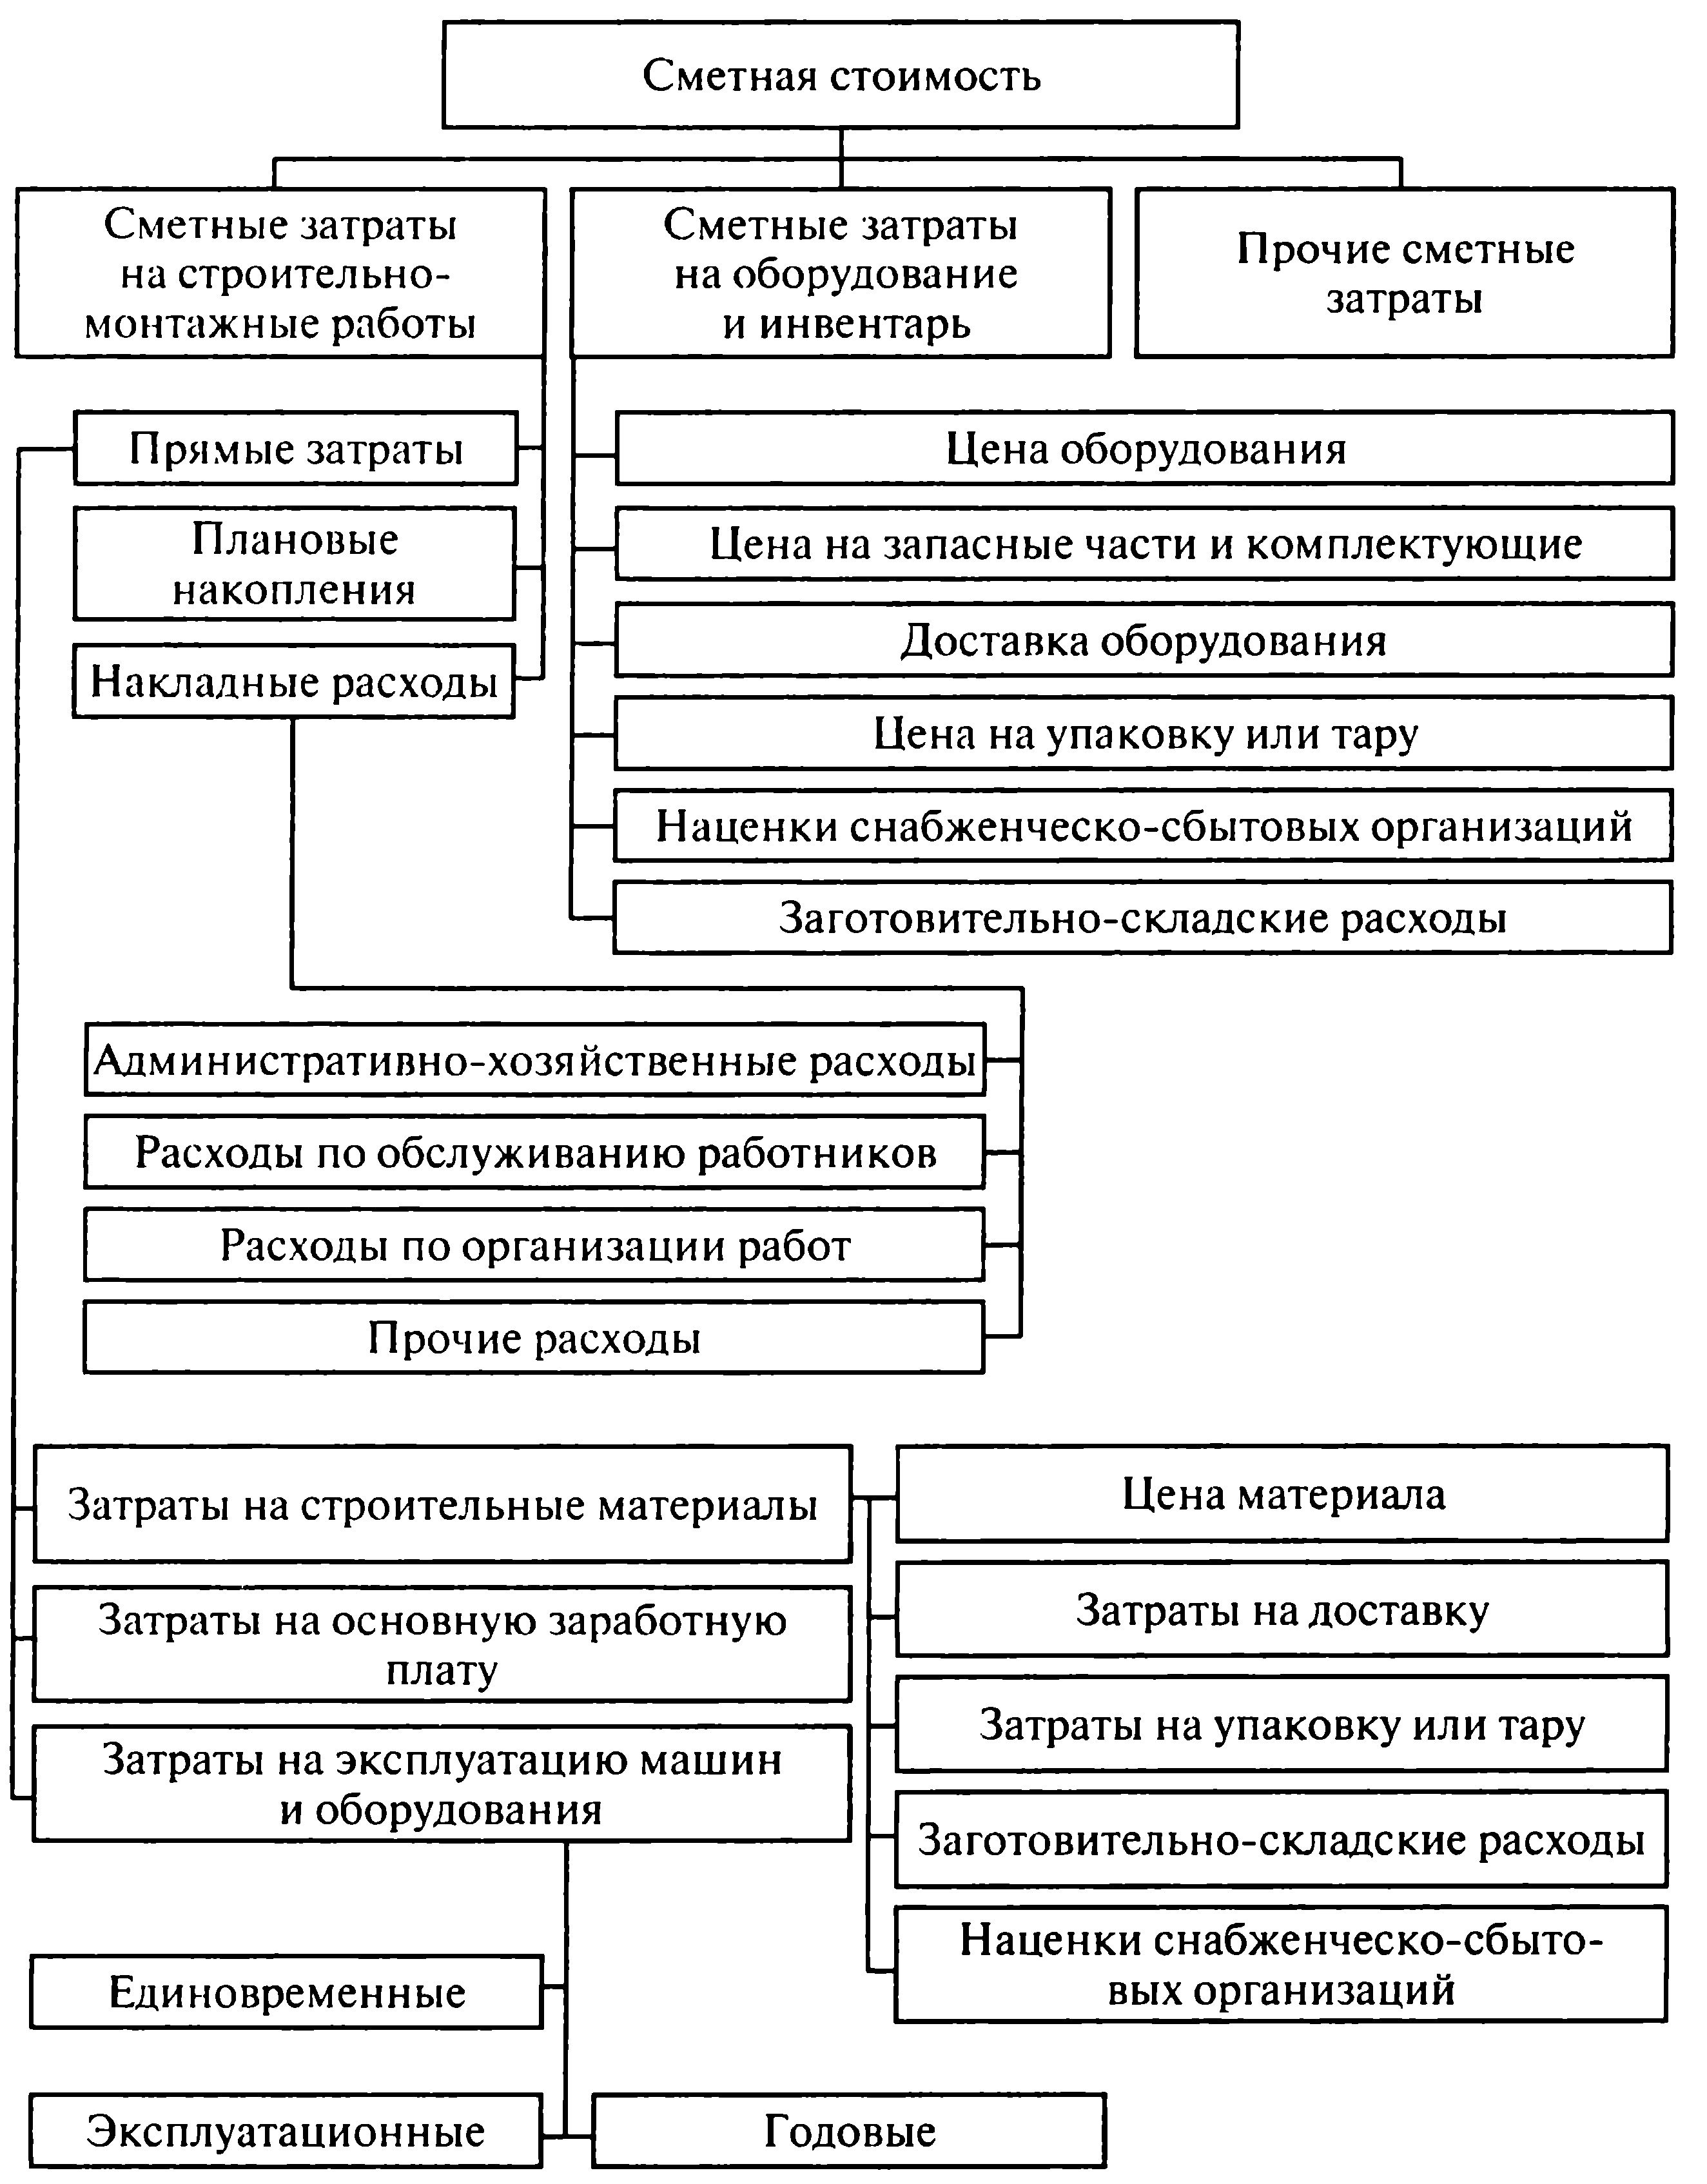 Сметная стоимость
Сметные затраты
на строительно-
монтажные работы
Сметные затраты
на оборудование
и инвентарь
Прочие сметные
затраты
Прямые затраты
Плановые
накопления
Накладные расходы
Цена оборудования
Цена на запасные части и комплектующие
Доставка оборудования
Цена на упаковку или тару
Наценки снабженческо-сбытовых организаций
Заготовительно-складские расходы
Административно-хозяйственные расходы
Расходы по обслуживанию работников
Расходы по организации работ
Прочие расходы
Затраты на строительные материалы
Затраты на основную заработную
плату
Затраты на эксплуатацию машин
и оборудования
Цена материала
Затраты на доставку
Затраты на упаковку или тару
Заготовительно-складские расходы
Наценки снабженческо-сбыто-
вых организаций
Единовременные
Эксплуатационные
Годовые